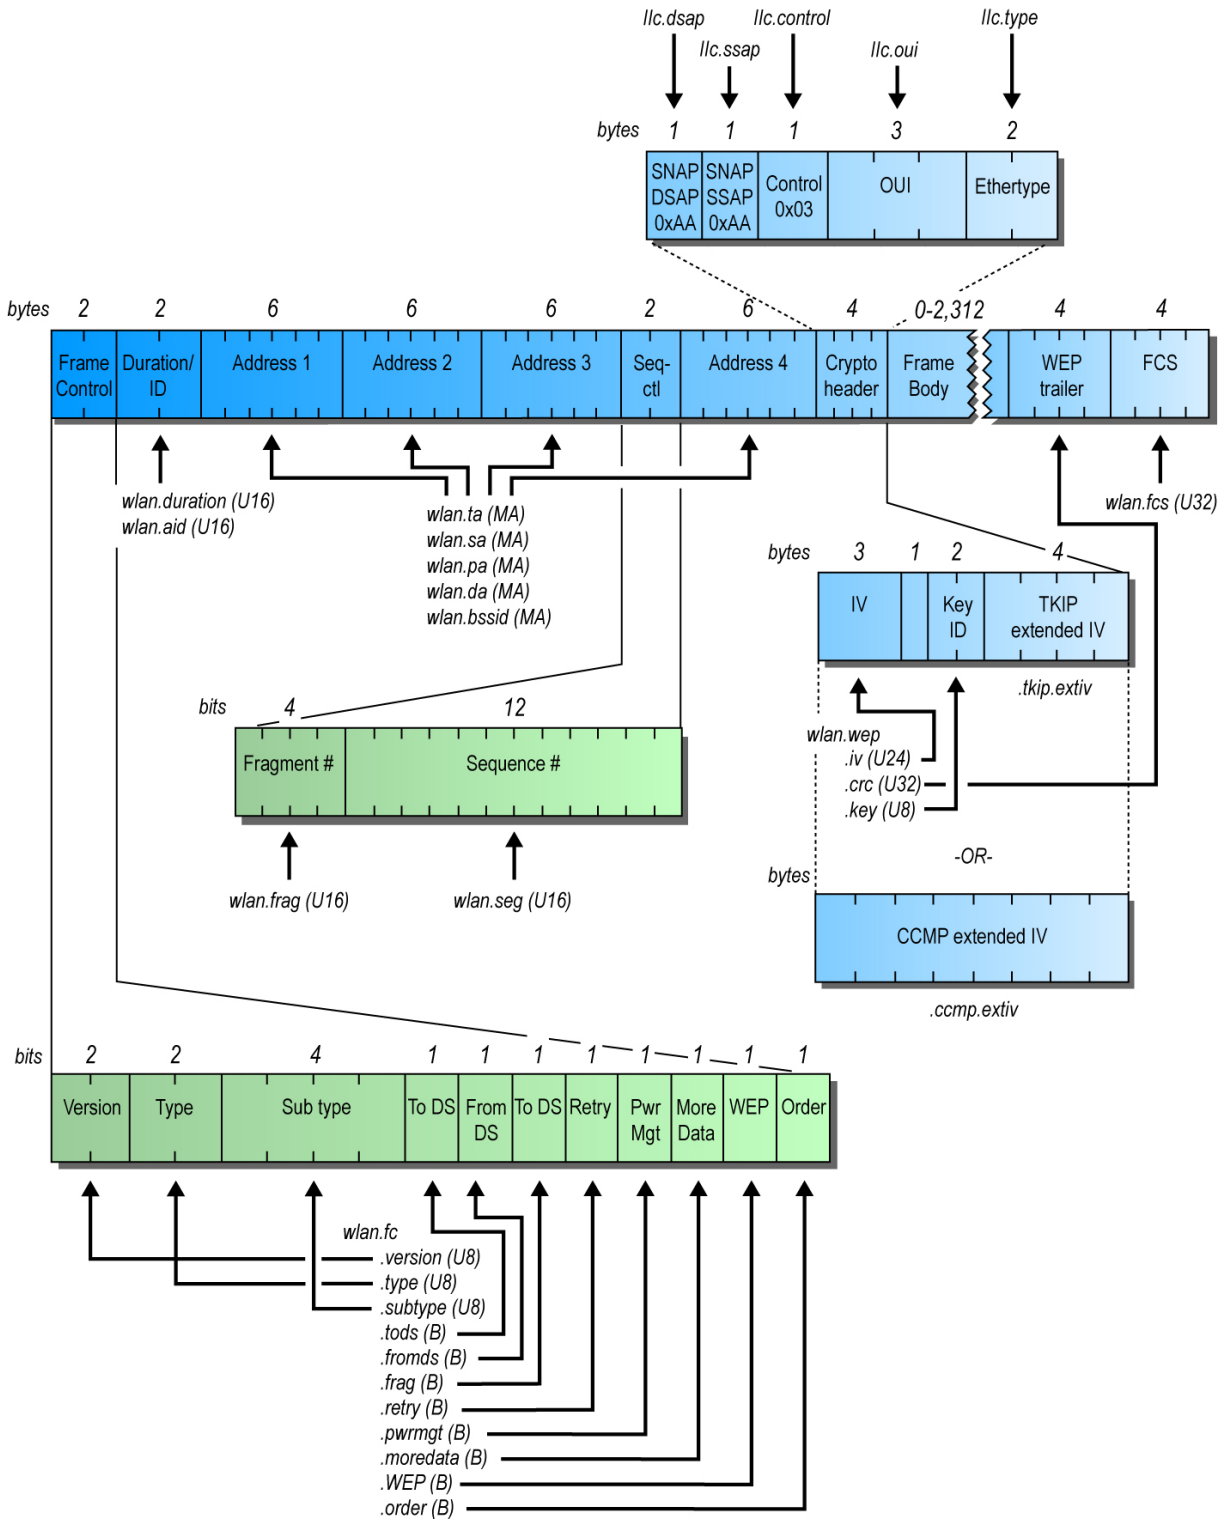 llc.dsap
llc.control
llc.type
llc.ssap
llc.oui
bytes 1 1 1 3 2
SNAP DSAP 0xAA
SNAP SSAP 0xAA
Control 0x03
OUI
Ethertype
bytes 2 2 6 6 6 2 6 4 0-2,312 4 4
Frame Control
Duration/ ID
Address 1
Address 2
Address 3
Seq-ctl
Address 4
Crypto header
Frame Body
WEP trailer
FCS
wlan.duration (U16)
wlan.aid (U16)
wlan.ta (MA)
wlan.sa (MA)
wlan.pa (MA)
wlan.da (MA)
wlan.bssid (MA)
wlan.fcs (U32)
bytes 3 1 2 4
IV
Key ID
TKIP extended IV
.tkip.extiv
wlan.wep
.iv (U24)
.crc (U32)
.key (U8)
-OR-
bytes
CCMP extended IV
.ccmp.extiv
bits 4 12
Fragment #
Sequence #
wlan.frag (U16)
wlan.seg (U16)
bits 2 2 4 1 1 1 1 1 1 1 1
Version
Type
Sub type
To DS
From DS
To DS
Retry
Pwr Mgt
More Data
WEP
Order
wlan.fc
.version (U8)
.type (U8)
.subtype (U8)
.tods (B)
.fromds (B)
.frag (B)
.retry (B)
.pwrmgt (B)
.moredata (B)
.WEP (B)
.order (B)